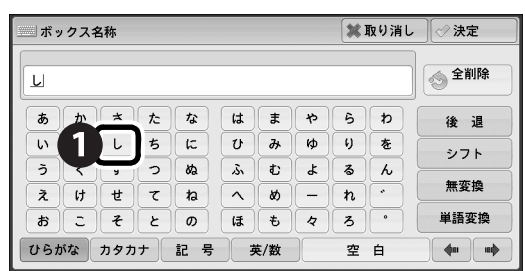 ボックス名称 取り消し 決定
し 全削除
あ か さ た な は ま や ら わ 後 退
い 1 し ち に ひ み ゆ り を シフト
う く す つ ぬ ふ む よ る ん
え け せ て ね へ め ー れ ゛ 無変換
お こ そ と の ほ も 々 ろ ゜ 単語変換
ひらがな カタカナ 記 号 英/数 空 白